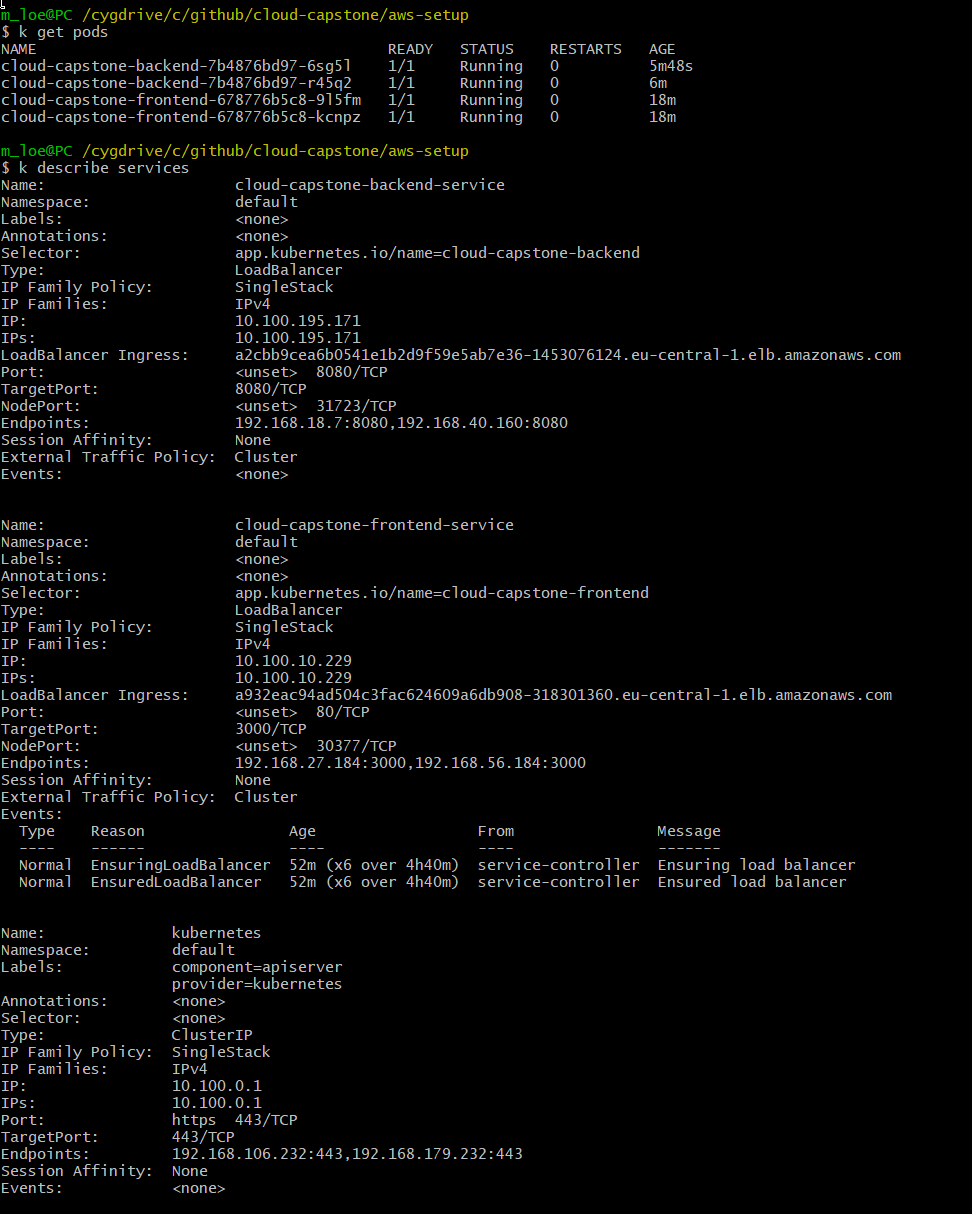 m_loe@PC /cygdrive/c/github/cloud-capstone/aws-setup
$ k get pods
NAME                                       READY   STATUS    RESTARTS   AGE
cloud-capstone-backend-7b4876bd97-6sg5l    1/1     Running   0          5m48s
cloud-capstone-backend-7b4876bd97-r45q2    1/1     Running   0          6m
cloud-capstone-frontend-678776b5c8-9l5fm   1/1     Running   0          18m
cloud-capstone-frontend-678776b5c8-kcnpz   1/1     Running   0          18m
m_loe@PC /cygdrive/c/github/cloud-capstone/aws-setup
$ k describe services
Name:                     cloud-capstone-backend-service
Namespace:                default
Labels:                   <none>
Annotations:              <none>
Selector:                 app.kubernetes.io/name=cloud-capstone-backend
Type:                     LoadBalancer
IP Family Policy:         SingleStack
IP Families:              IPv4
IP:                       10.100.195.171
IPs:                      10.100.195.171
LoadBalancer Ingress:     a2cbb9cea6b0541e1b2d9f59e5ab7e36-1453076124.eu-central-1.elb.amazonaws.com
Port:                     <unset>  8080/TCP
TargetPort:               8080/TCP
NodePort:                 <unset>  31723/TCP
Endpoints:                192.168.18.7:8080,192.168.40.160:8080
Session Affinity:         None
External Traffic Policy:  Cluster
Events:                   <none>
Name:                     cloud-capstone-frontend-service
Namespace:                default
Labels:                   <none>
Annotations:              <none>
Selector:                 app.kubernetes.io/name=cloud-capstone-frontend
Type:                     LoadBalancer
IP Family Policy:         SingleStack
IP Families:              IPv4
IP:                       10.100.10.229
IPs:                      10.100.10.229
LoadBalancer Ingress:     a932eac94ad504c3fac624609a6db908-318301360.eu-central-1.elb.amazonaws.com
Port:                     <unset>  80/TCP
TargetPort:               3000/TCP
NodePort:                 <unset>  30377/TCP
Endpoints:                192.168.27.184:3000,192.168.56.184:3000
Session Affinity:         None
External Traffic Policy:  Cluster
Events:
  Type    Reason                Age                  From                Message
  ----    ------                ----                 ----                -------
  Normal  EnsuringLoadBalancer  52m (x6 over 4h40m)  service-controller  Ensuring load balancer
  Normal  EnsuredLoadBalancer   52m (x6 over 4h40m)  service-controller  Ensured load balancer
Name:              kubernetes
Namespace:         default
Labels:            component=apiserver
                   provider=kubernetes
Annotations:       <none>
Selector:          <none>
Type:              ClusterIP
IP Family Policy:  SingleStack
IP Families:       IPv4
IP:                10.100.0.1
IPs:               10.100.0.1
Port:              https  443/TCP
TargetPort:        443/TCP
Endpoints:         192.168.106.232:443,192.168.179.232:443
Session Affinity:  None
Events:            <none>